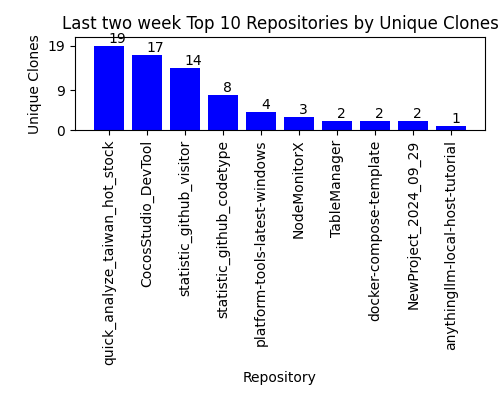 Last two week Top 10 Repositories by Unique Clones
Unique Clones
19
9
0
19
17
14
8
4
3
2
2
2
1
quick_analyze_taiwan_hot_stock
CocosStudio_DevTool
statistic_github_visitor
statistic_github_codetype
platform-tools-latest-windows
NodeMonitorX
TableManager
docker-compose-template
NewProject_2024_09_29
anythingllm-local-host-tutorial
Repository